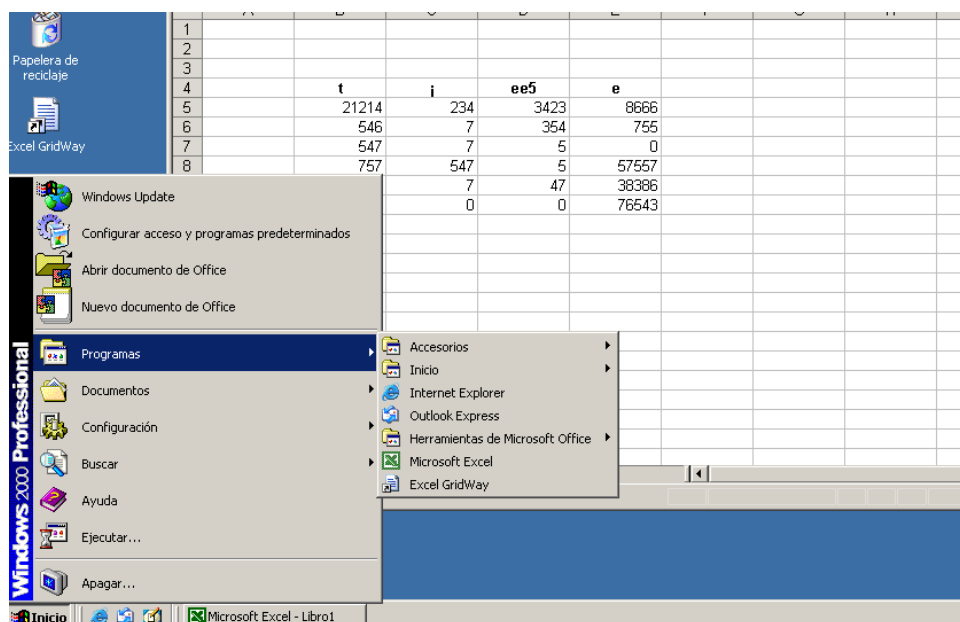 Papelera de
reciclaje
Excel GridWay
1
2
3
4 t i ee5 e
5 21214 234 3423 8666
6 546 7 354 755
7 547 7 5 0
8 757 547 5 57557
7 47 38386
0 0 76543
Windows 2000 Professional
Windows Update
Configurar acceso y programas predeterminados
Abrir documento de Office
Nuevo documento de Office
Programas
Documentos
Configuración
Buscar
Ayuda
Ejecutar...
Apagar...
Accesorios
Inicio
Internet Explorer
Outlook Express
Herramientas de Microsoft Office
Microsoft Excel
Excel GridWay
Inicio
Microsoft Excel - Libro1